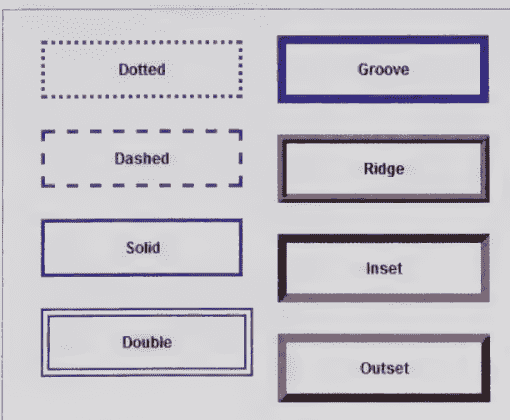 Dotted
Dashed
Solid
Double
Groove
Ridge
Inset
Outset